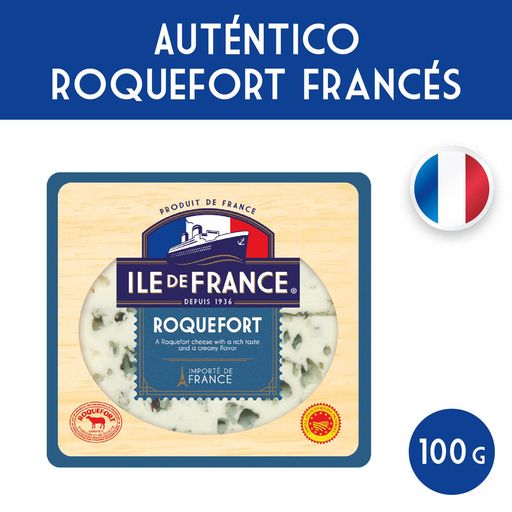 AUTÉNTICO
ROQUEFORT FRANCÉS
PRODUIT DE FRANCE
ILE DE FRANCE®
DEPUIS 1936
ROQUEFORT
A Roquefort cheese with a rich taste
and a creamy flavor
IMPORTÉ DE
FRANCE
ROQUEFORT
100 G